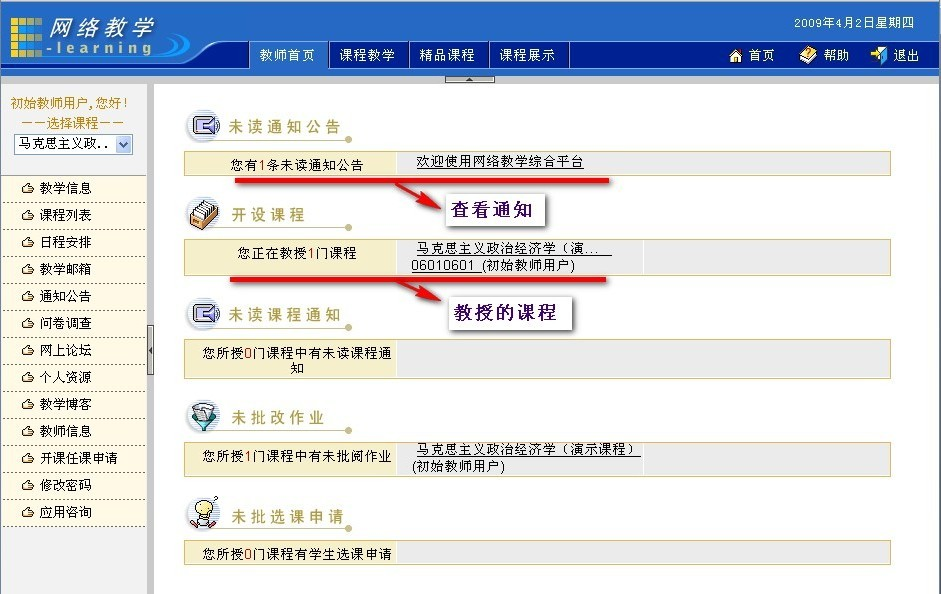 网络教学
-learning
2009年4月2日星期四
教师首页 课程教学 精品课程 课程展示 首页 帮助 退出
初始教师用户,您好!
一一选择课程一一
马克思主义政..
教学信息
课程列表
日程安排
教学邮箱
通知公告
问卷调查
网上论坛
个人资源
教学博客
教师信息
开课任课申请
修改密码
应用咨询
未读通知公告
您有1条未读通知公告 欢迎使用网络教学综合平台
查看通知
开设课程
您正在教授1门课程 马克思主义政治经济学（演...
06010601 (初始教师用户)
教授的课程
未读课程通知
您所授0门课程中有未读课程通
知
未批改作业
您所授1门课程中有未批阅作业 马克思主义政治经济学（演示课程）
(初始教师用户)
未批选课申请
您所授0门课程有学生选课申请